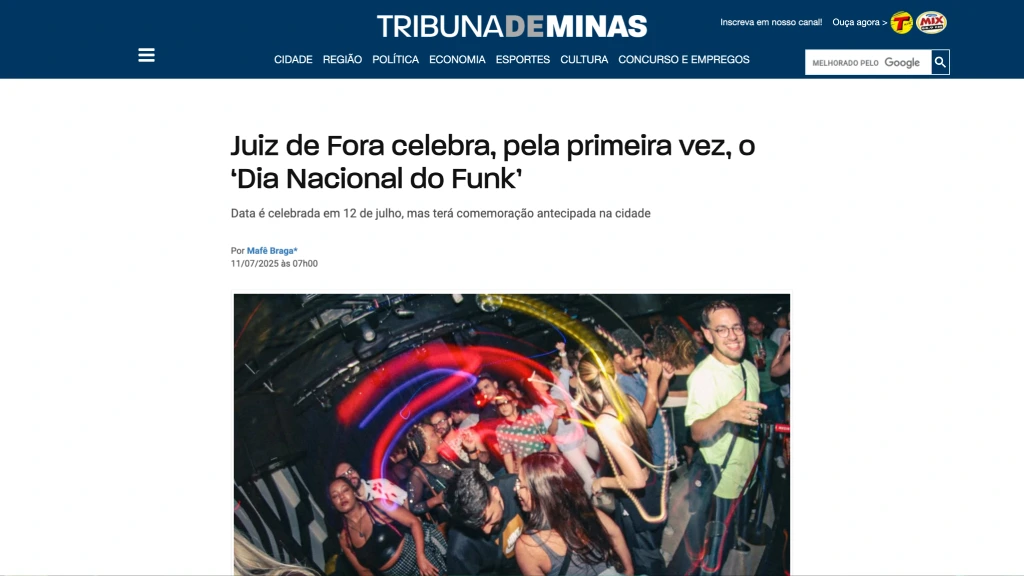 TRIBUNADEMINAS
Inscreva em nosso canal! Ouça agora >
T
MIX
CIDADE REGIÃO POLÍTICA ECONOMIA ESPORTES CULTURA CONCURSO E EMPREGOS
MELHORADO PELO Google
Juiz de Fora celebra, pela primeira vez, o
‘Dia Nacional do Funk’
Data é celebrada em 12 de julho, mas terá comemoração antecipada na cidade
Por Mafê Braga*
11/07/2025 às 07h00